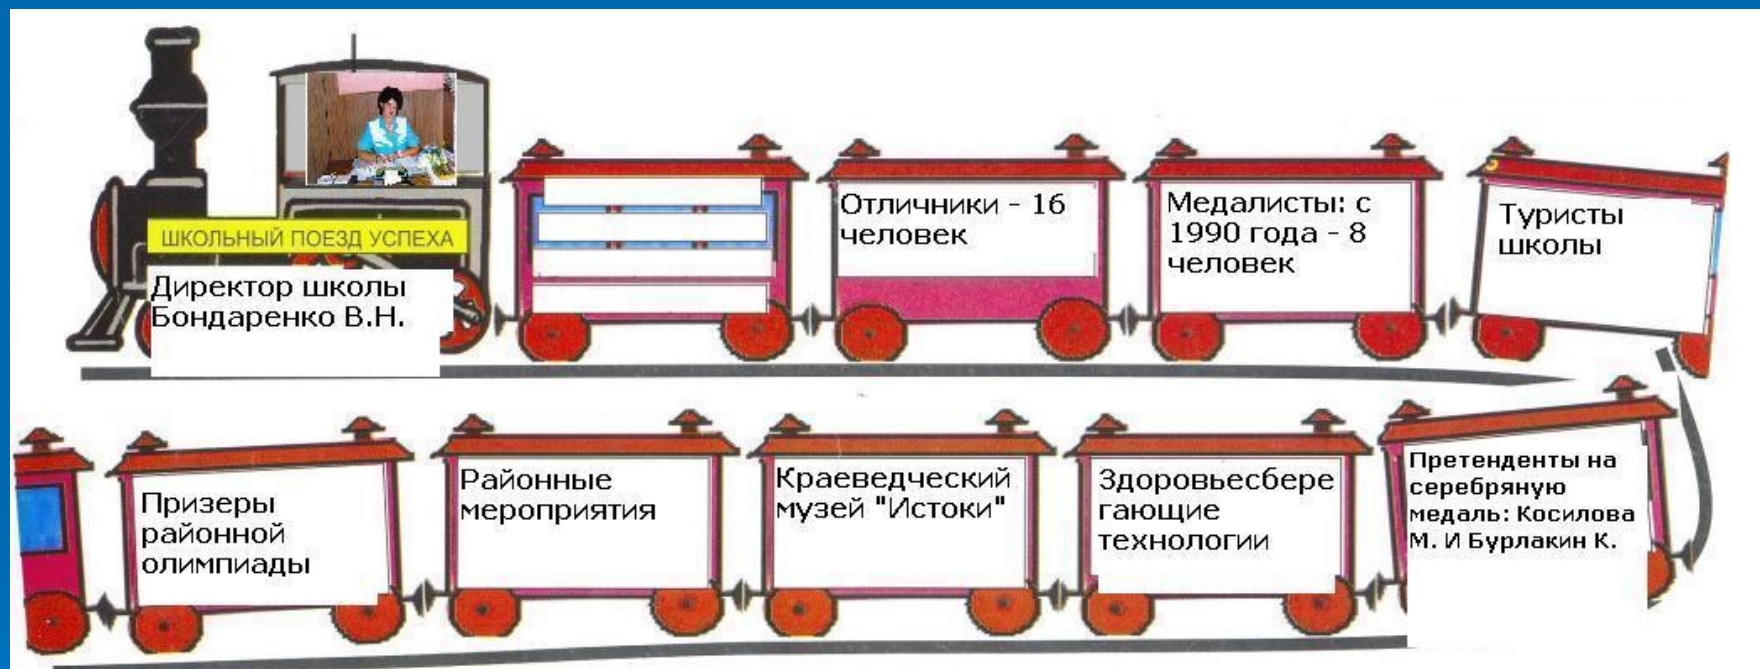 ШКОЛЬНЫЙ ПОЕЗД УСПЕХА
Директор школы
Бондаренко В.Н.
Отличники - 16
человек
Медалисты: с
1990 года - 8
человек
Туристы
школы
Призеры
районной
олимпиады
Районные
мероприятия
Краеведческий
музей "Истоки"
Здоровьесбере
гающие
технологии
Претенденты на
серебряную
медаль: Косилова
М. И Бурлакин К.